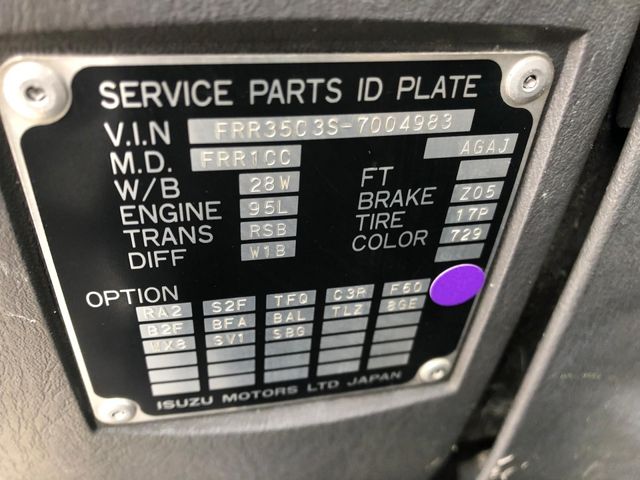 SERVICE PARTS ID PLATE
V.I.N FRR35C3S-7004983
M.D. FRR1CC AGAJ
W/B 28W FT
ENGINE 95L BRAKE Z05
TRANS RSB TIRE 17P
DIFF W1B COLOR 729
OPTION
RA2 S2F TFQ C3R F60
B2F BFA BAL TLZ 8GE
WX8 SV1 SBG
ISUZU MOTORS LTD JAPAN